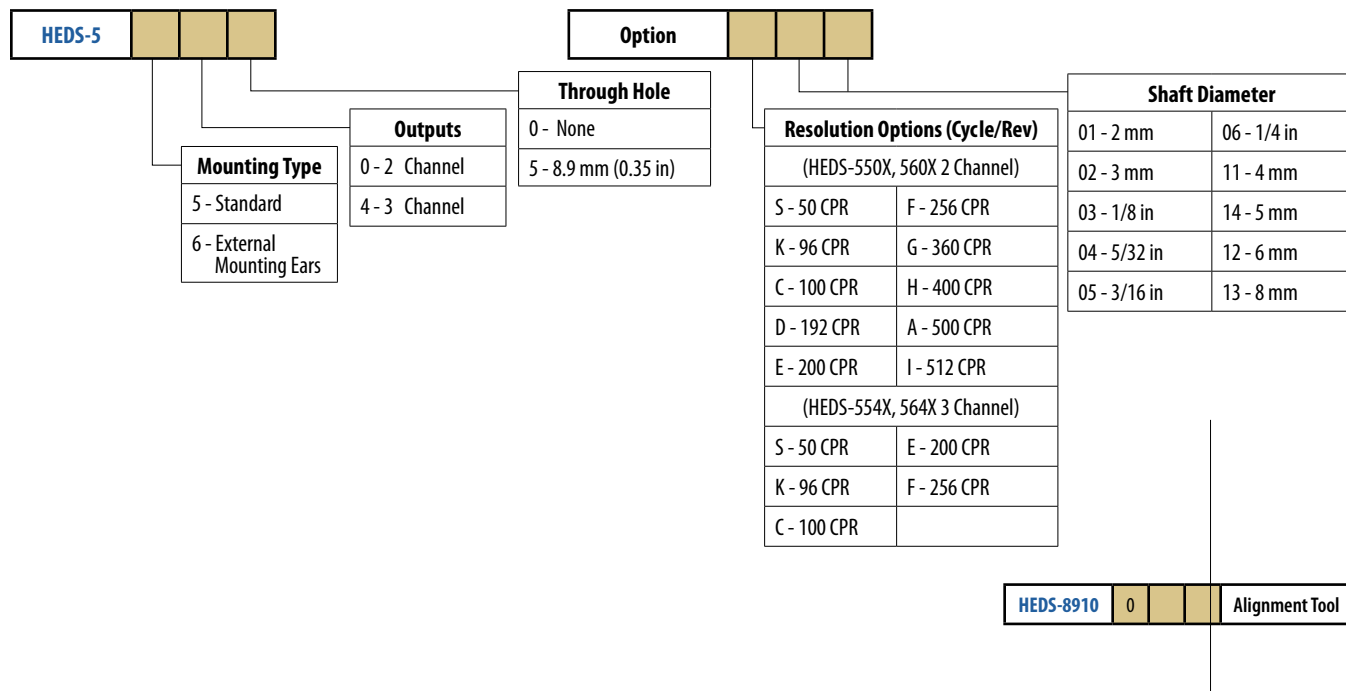 HEDS-5
Option
Through Hole
0 - None
5 - 8.9 mm (0.35 in)
Outputs
0 - 2 Channel
4 - 3 Channel
Mounting Type
5 - Standard
6 - External
Mounting Ears
Resolution Options (Cycle/Rev)
(HEDS-550X, 560X 2 Channel)
S - 50 CPR F - 256 CPR
K - 96 CPR G - 360 CPR
C - 100 CPR H - 400 CPR
D - 192 CPR A - 500 CPR
E - 200 CPR I - 512 CPR
(HEDS-554X, 564X 3 Channel)
S - 50 CPR E - 200 CPR
K - 96 CPR F - 256 CPR
C - 100 CPR
Shaft Diameter
01 - 2 mm 06 - 1/4 in
02 - 3 mm 11 - 4 mm
03 - 1/8 in 14 - 5 mm
04 - 5/32 in 12 - 6 mm
05 - 3/16 in 13 - 8 mm
HEDS-8910 0 Alignment Tool